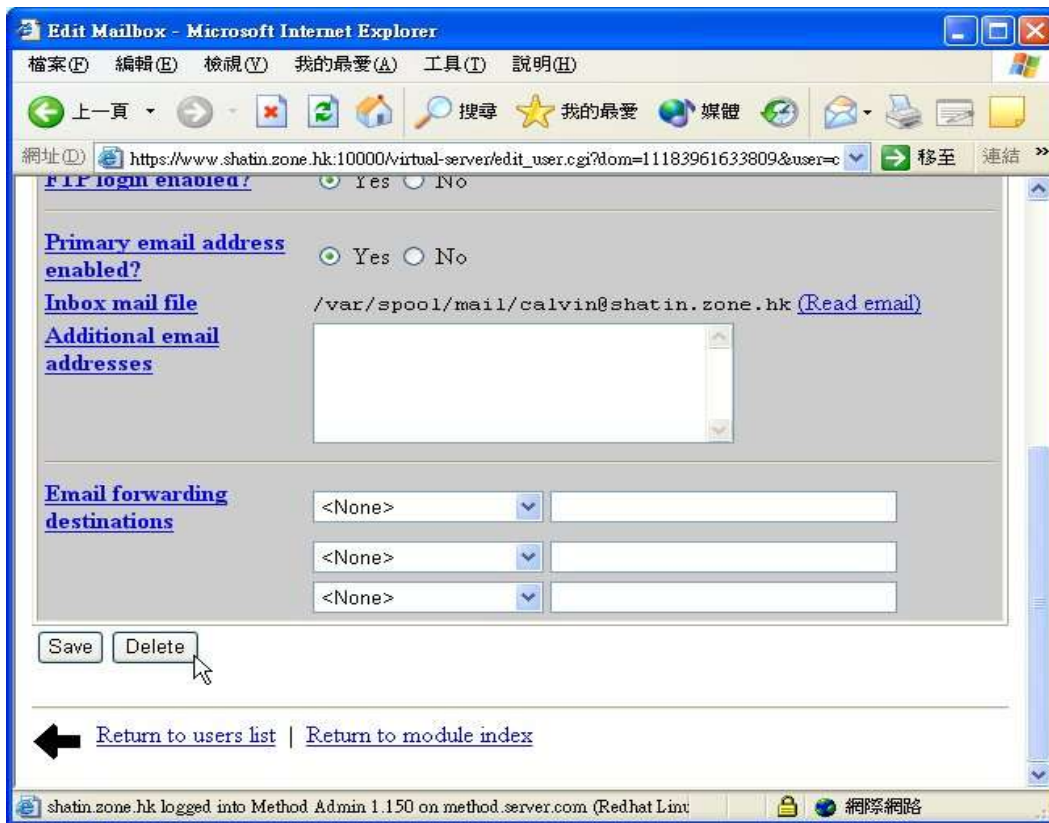 Edit Mailbox - Microsoft Internet Explorer
檔案(F) 編輯(E) 檢視(V) 我的最愛(A) 工具(T) 說明(H)
上一頁 搜尋 我的最愛 媒體
網址(D) https://www.shatin.zone.hk:10000/virtual-server/edit_user.cgi?dom=11183961633809&user=c 移至 連結 »
FTP login enabled? Yes No
Primary email address enabled? Yes No
Inbox mail file /var/spool/mail/calvin@shatin.zone.hk (Read email)
Additional email
addresses
Email forwarding
destinations
<None>
<None>
<None>
Save Delete
Return to users list | Return to module index
shatin.zone.hk logged into Method Admin 1.150 on method.server.com (Redhat Linu 網際網路